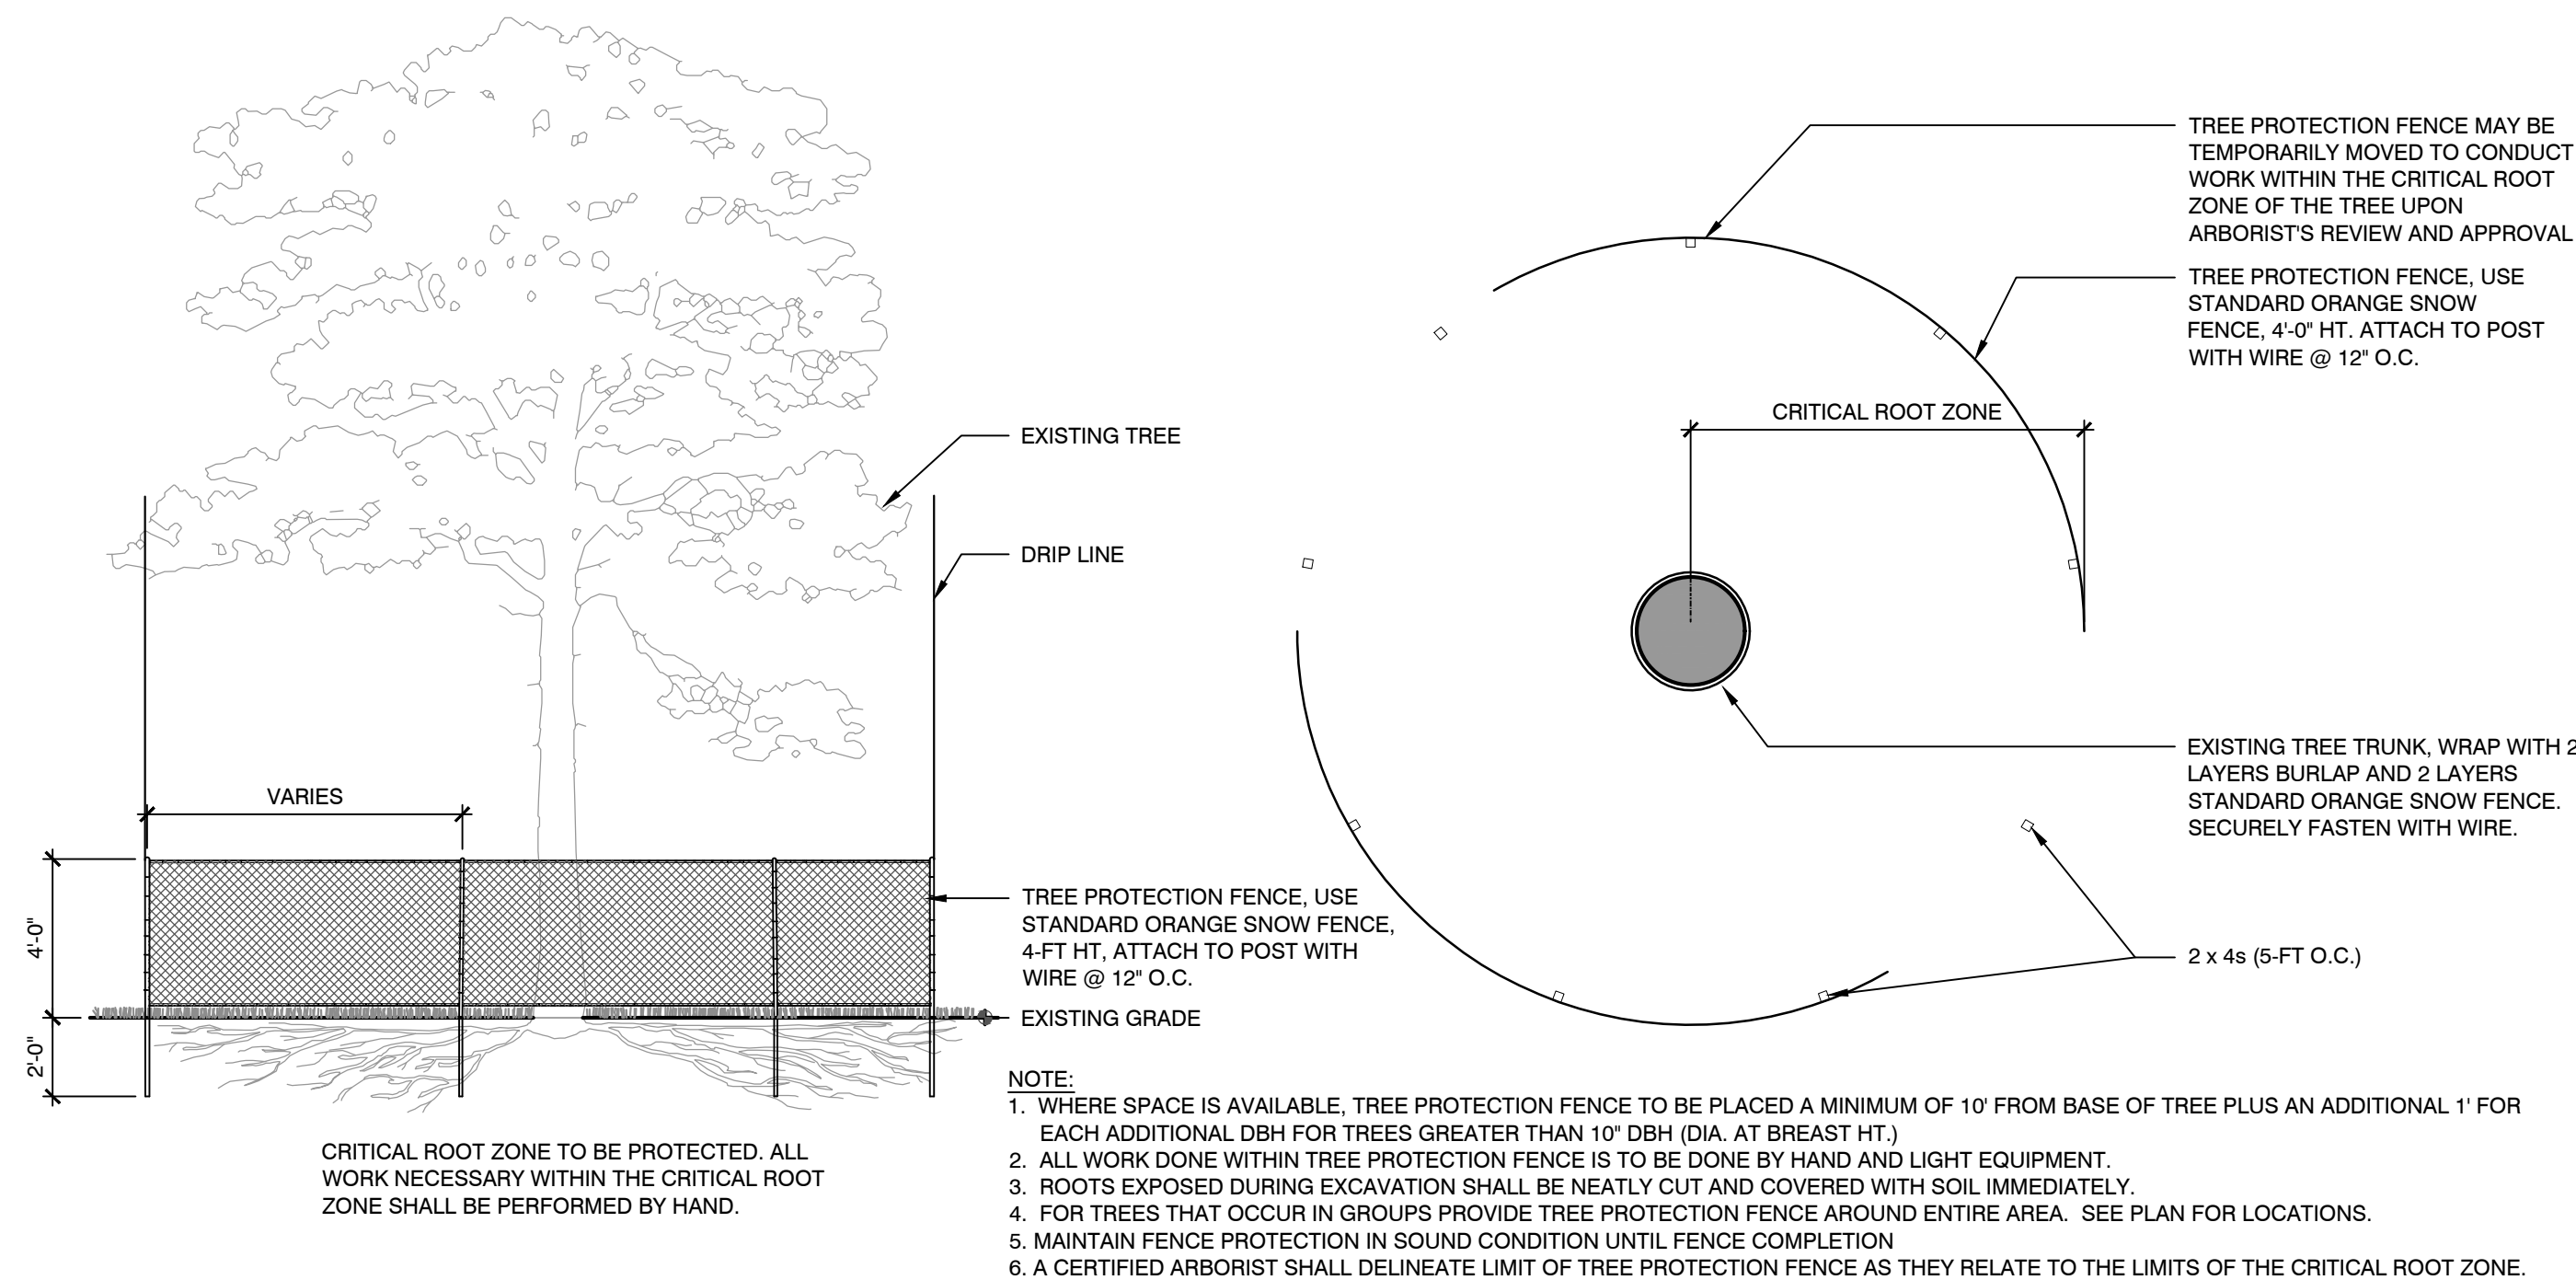 EXISTING TREE
DRIP LINE
VARIES
4'-0"
2'-0"
TREE PROTECTION FENCE, USE
STANDARD ORANGE SNOW FENCE,
4-FT HT, ATTACH TO POST WITH
WIRE @ 12" O.C.
EXISTING GRADE
CRITICAL ROOT ZONE TO BE PROTECTED. ALL
WORK NECESSARY WITHIN THE CRITICAL ROOT
ZONE SHALL BE PERFORMED BY HAND.
TREE PROTECTION FENCE MAY BE
TEMPORARILY MOVED TO CONDUCT
WORK WITHIN THE CRITICAL ROOT
ZONE OF THE TREE UPON
ARBORIST'S REVIEW AND APPROVAL
TREE PROTECTION FENCE, USE
STANDARD ORANGE SNOW
FENCE, 4'-0" HT. ATTACH TO POST
WITH WIRE @ 12" O.C.
CRITICAL ROOT ZONE
EXISTING TREE TRUNK, WRAP WITH 2
LAYERS BURLAP AND 2 LAYERS
STANDARD ORANGE SNOW FENCE.
SECURELY FASTEN WITH WIRE.
2 x 4s (5-FT O.C.)
NOTE:
1. WHERE SPACE IS AVAILABLE, TREE PROTECTION FENCE TO BE PLACED A MINIMUM OF 10' FROM BASE OF TREE PLUS AN ADDITIONAL 1' FOR
EACH ADDITIONAL DBH FOR TREES GREATER THAN 10" DBH (DIA. AT BREAST HT.)
2. ALL WORK DONE WITHIN TREE PROTECTION FENCE IS TO BE DONE BY HAND AND LIGHT EQUIPMENT.
3. ROOTS EXPOSED DURING EXCAVATION SHALL BE NEATLY CUT AND COVERED WITH SOIL IMMEDIATELY.
4. FOR TREES THAT OCCUR IN GROUPS PROVIDE TREE PROTECTION FENCE AROUND ENTIRE AREA. SEE PLAN FOR LOCATIONS.
5. MAINTAIN FENCE PROTECTION IN SOUND CONDITION UNTIL FENCE COMPLETION
6. A CERTIFIED ARBORIST SHALL DELINEATE LIMIT OF TREE PROTECTION FENCE AS THEY RELATE TO THE LIMITS OF THE CRITICAL ROOT ZONE.